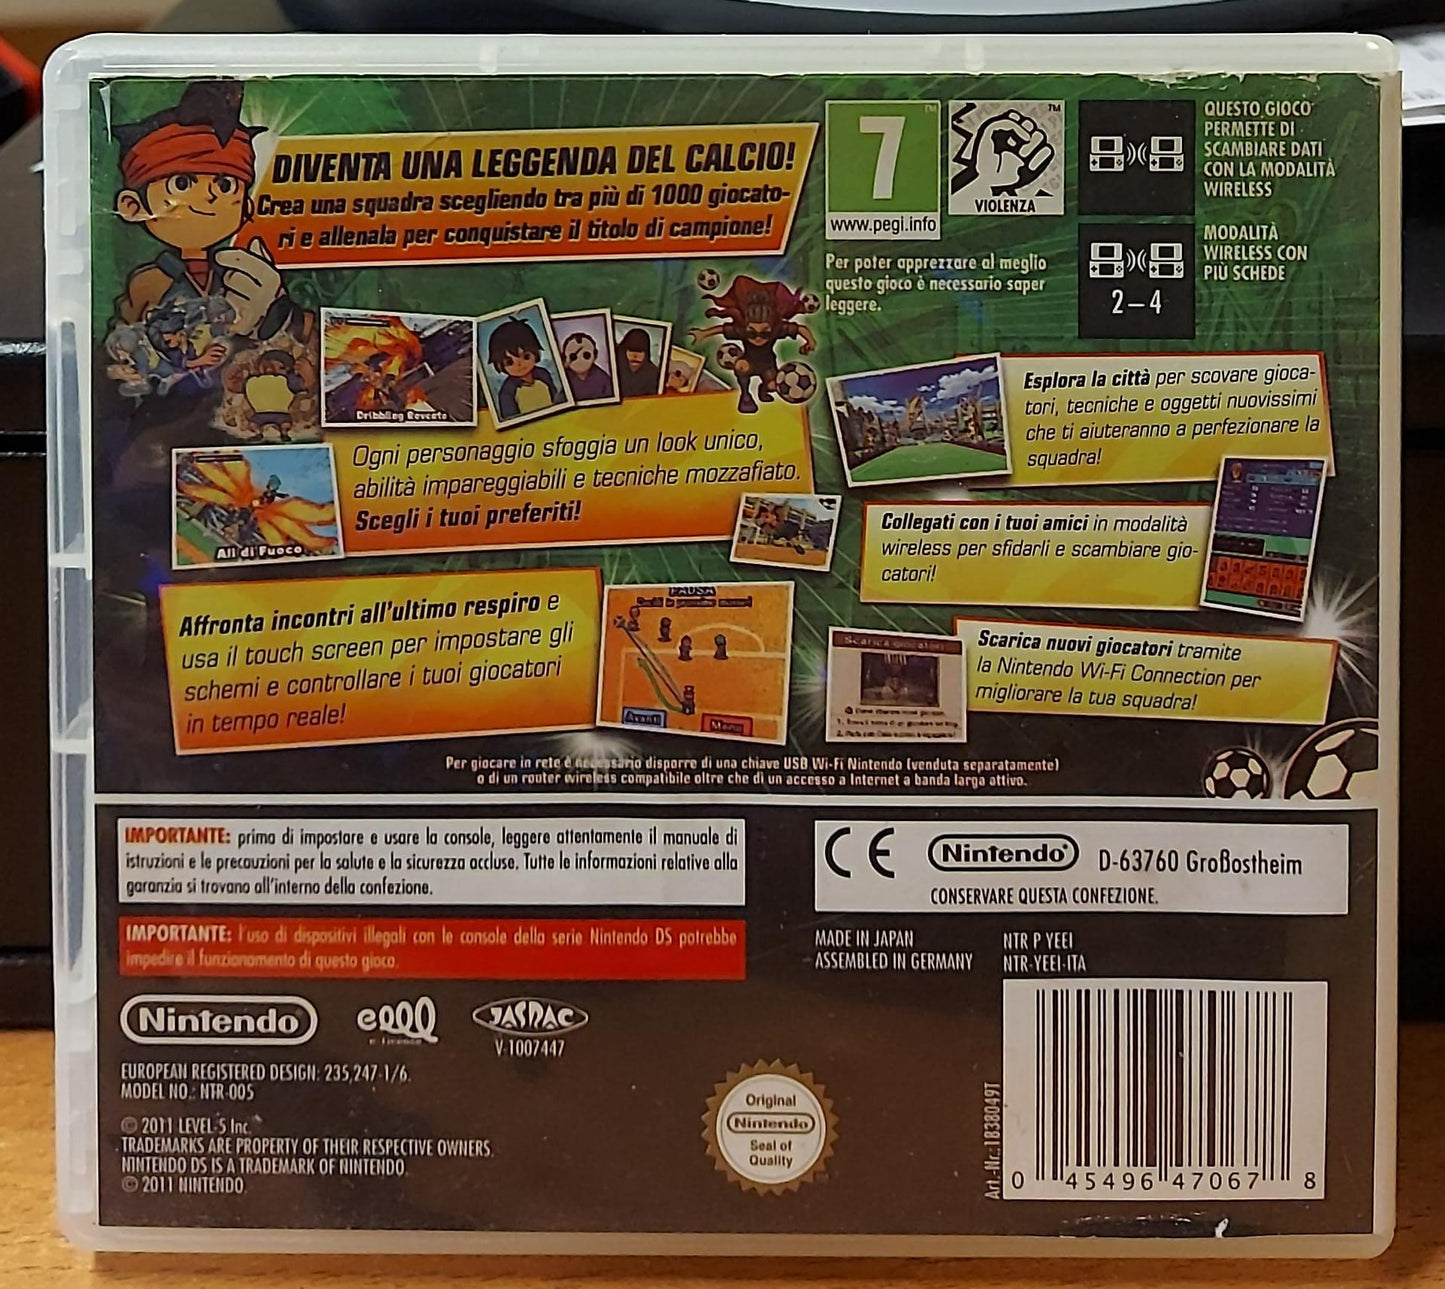 DIVENTA UNA LEGGENDA DEL CALCIO!
Crea una squadra scegliendo tra più di 1000 giocato-
ri e allenala per conquistare il titolo di campione!
7
www.pegi.info
VIOLENZA
Per poter apprezzare al meglio
questo gioco è necessario saper
leggere.
QUESTO GIOCO
PERMETTE DI
SCAMBIARE DATI
CON LA MODALITÀ
WIRELESS
2-4
MODALITÀ
WIRELESS CON
PIÙ SCHEDE
Dribbling Rovente
Ogni personaggio sfoggia un look unico,
abilità impareggiabili e tecniche mozzafiato.
Scegli i tuoi preferiti!
Ali di Fuoco
Affronta incontri all'ultimo respiro e
usa il touch screen per impostare gli
schemi e controllare i tuoi giocatori
in tempo reale!
PAUSA
Avanti
Menu
Esplora la città per scovare gioca-
tori, tecniche e oggetti nuovissimi
che ti aiuteranno a perfezionare la
squadra!
Collegati con i tuoi amici in modalità
wireless per sfidarli e scambiare gio-
catori!
Scarica giocatori
Scarica nuovi giocatori tramite
la Nintendo Wi-Fi Connection per
migliorare la tua squadra!
Per giocare in rete è necessario disporre di una chiave USB Wi-Fi Nintendo (venduta separatamente)
o di un router wireless compatibile oltre che di un accesso a Internet a banda larga attivo.
IMPORTANTE: prima di impostare e usare la console, leggere attentamente il manuale di
istruzioni e le precauzioni per la salute e la sicurezza accluse. Tutte le informazioni relative alla
garanzia si trovano all'interno della confezione.
IMPORTANTE: l'uso di dispositivi illegali con le console della serie Nintendo DS potrebbe
impedire il funzionamento di questo gioco.
CE Nintendo D-63760 Großostheim
CONSERVARE QUESTA CONFEZIONE.
MADE IN JAPAN
ASSEMBLED IN GERMANY
NTR P YEEI
NTR-YEEI-ITA
Nintendo
JASRAC
V-1007447
EUROPEAN REGISTERED DESIGN: 235,247-1/6.
MODEL NO.: NTR-005
© 2011 LEVEL-5 Inc.
TRADEMARKS ARE PROPERTY OF THEIR RESPECTIVE OWNERS.
NINTENDO DS IS A TRADEMARK OF NINTENDO.
© 2011 NINTENDO.
Original
Nintendo
Seal of
Quality
Art.-Nr.:1838049T
0 45496 47067 8